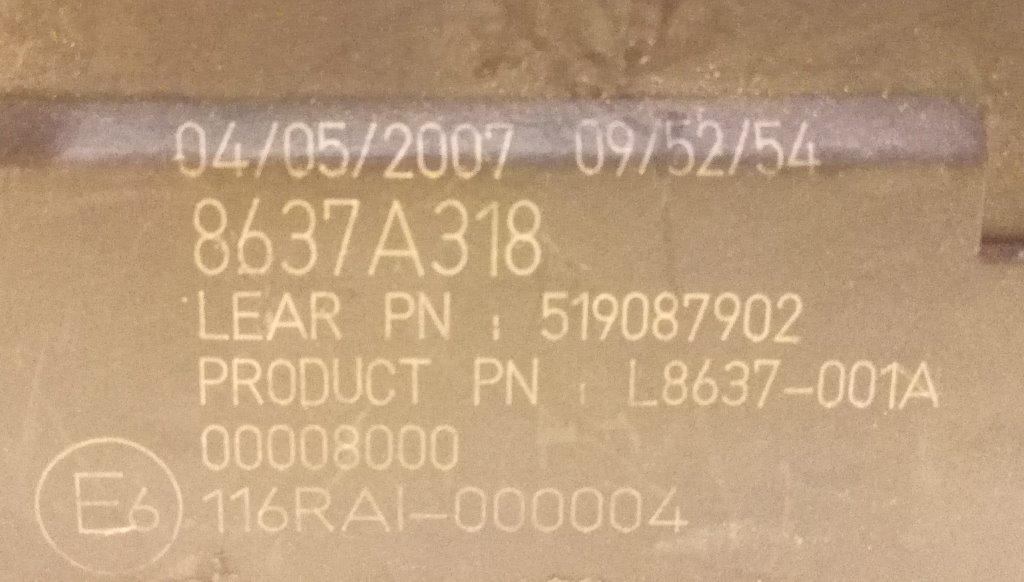 04/05/2007 09/52/54
8637A318
LEAR PN : 519087902
PRODUCT PN : L8637-001A
00008000
E6 116RAI-000004